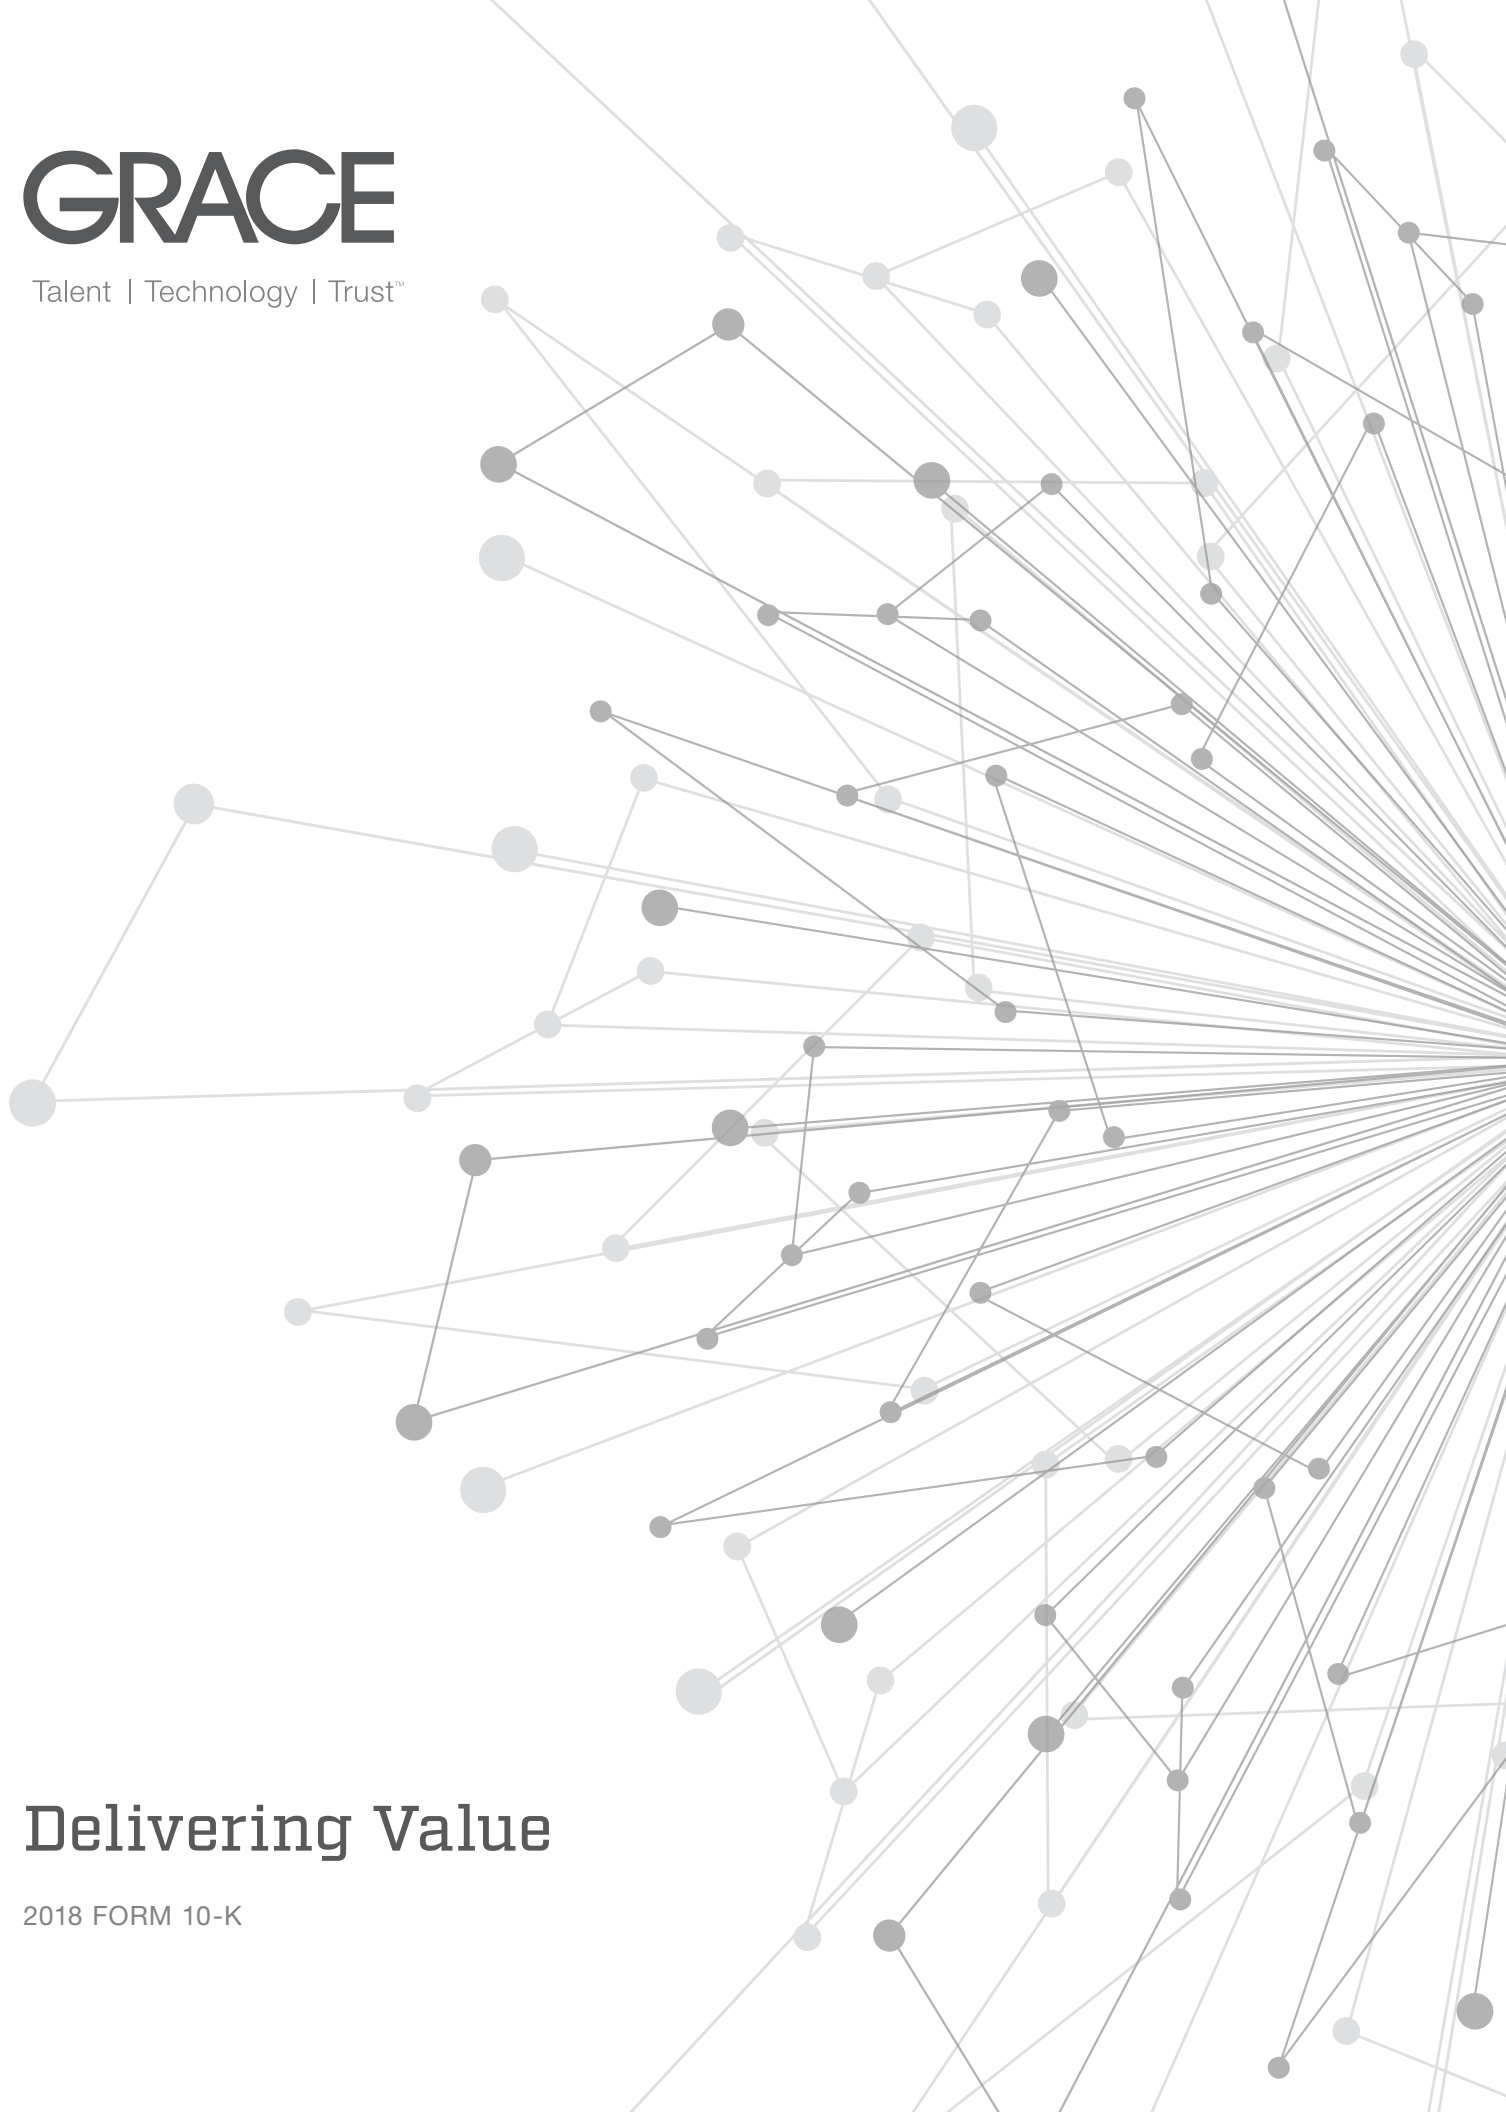 GRACE
Talent | Technology | Trust™
Delivering Value
2018 FORM 10-K